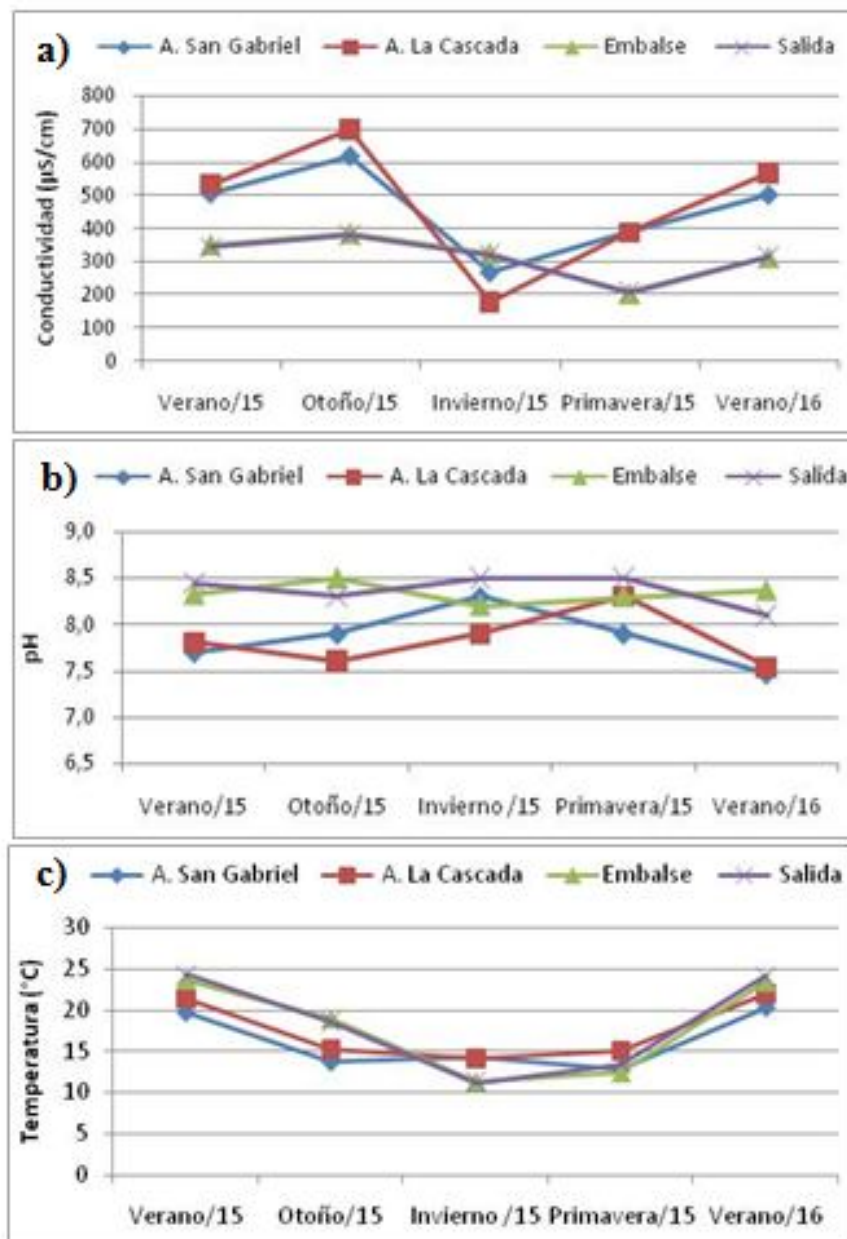 a)
A. San Gabriel A. La Cascada Embalse Salida
Conductividad (µS/cm)
800
700
600
500
400
300
200
100
0
Verano/15 Otoño/15 Invierno/15 Primavera/15 Verano/16
b)
A. San Gabriel A. La Cascada Embalse Salida
pH
9,0
8,5
8,0
7,5
7,0
6,5
Verano/15 Otoño/15 Invierno /15 Primavera/15 Verano/16
c)
A. San Gabriel A. La Cascada Embalse Salida
Temperatura (°C)
30
25
20
15
10
5
0
Verano/15 Otoño/15 Invierno /15 Primavera/15 Verano/16